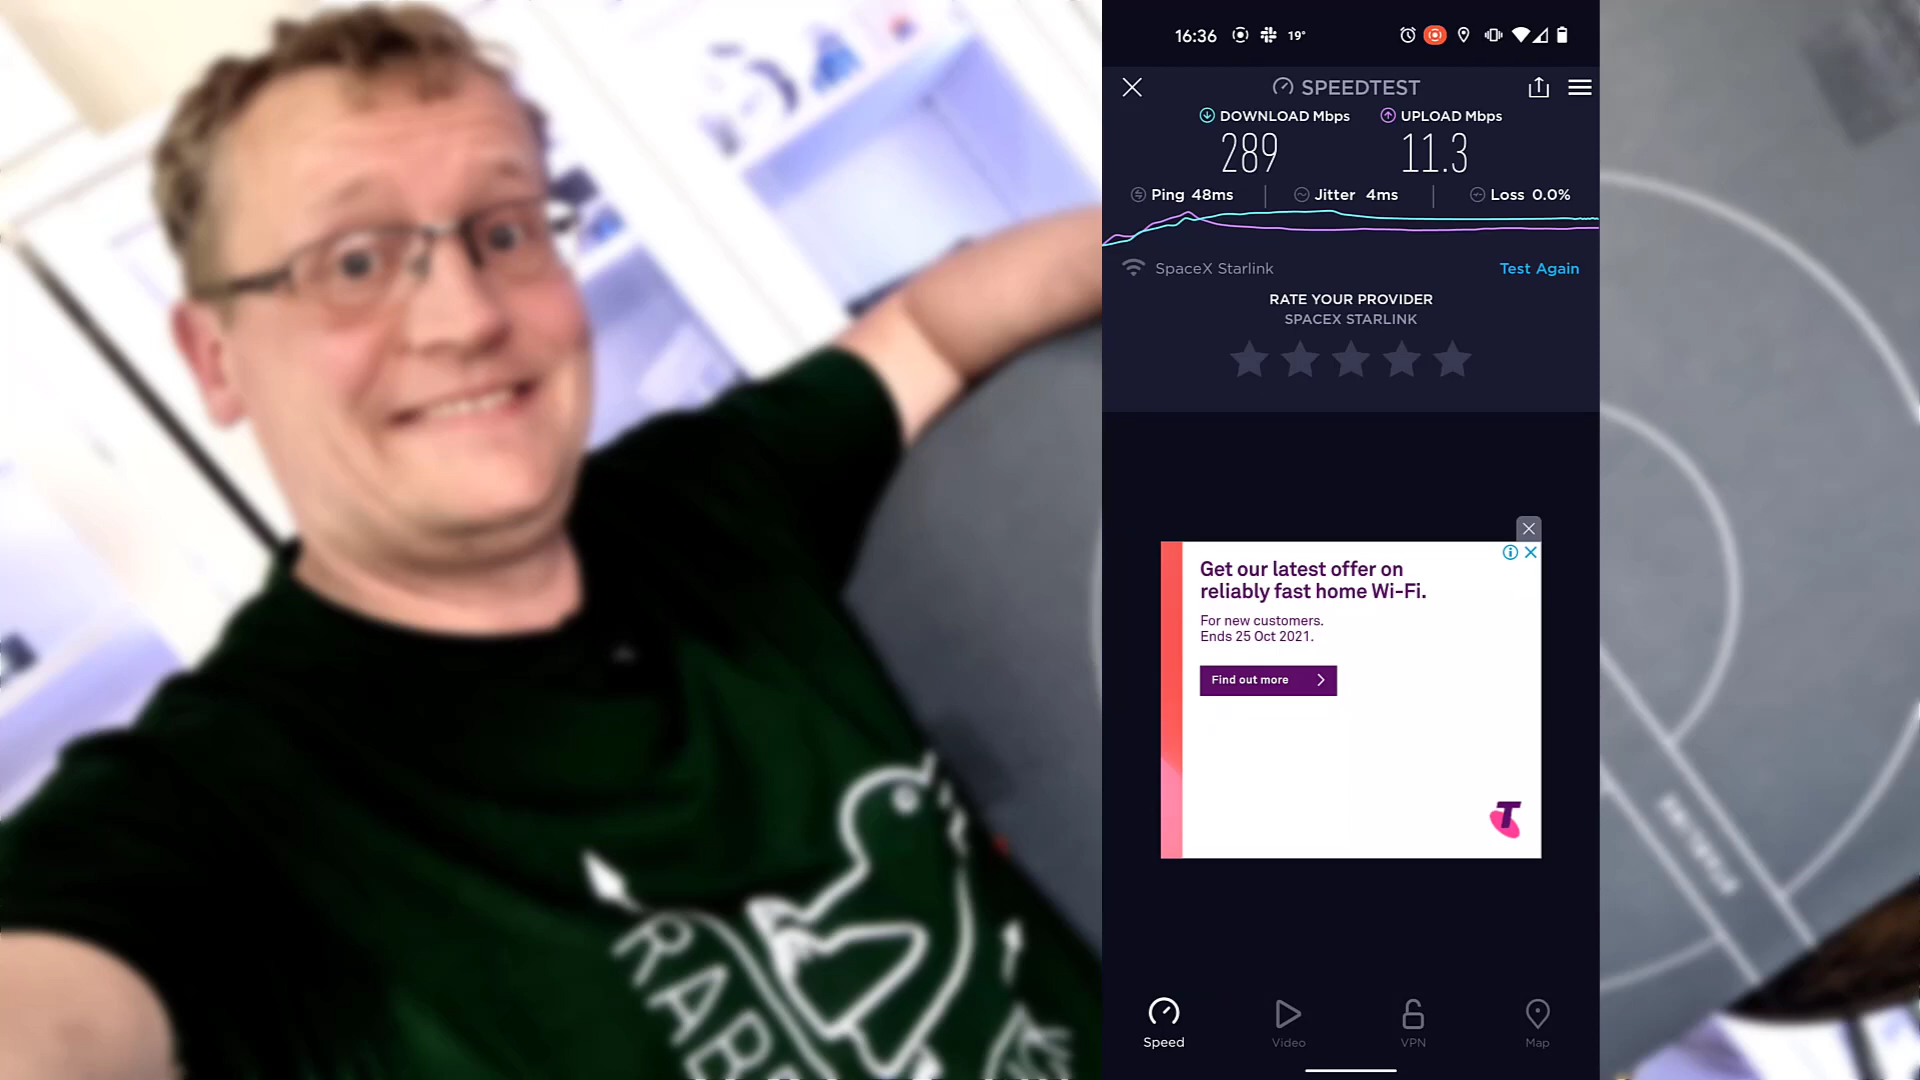 RABB
16:36
19°
SPEEDTEST
DOWNLOAD Mbps
UPLOAD Mbps
289
11.3
Ping 48ms
Jitter 4ms
Loss 0.0%
SpaceX Starlink
Test Again
RATE YOUR PROVIDER
SPACEX STARLINK
Get our latest offer on
reliably fast home Wi-Fi.
For new customers.
Ends 25 Oct 2021.
Find out more
T
Speed
Video
VPN
Map